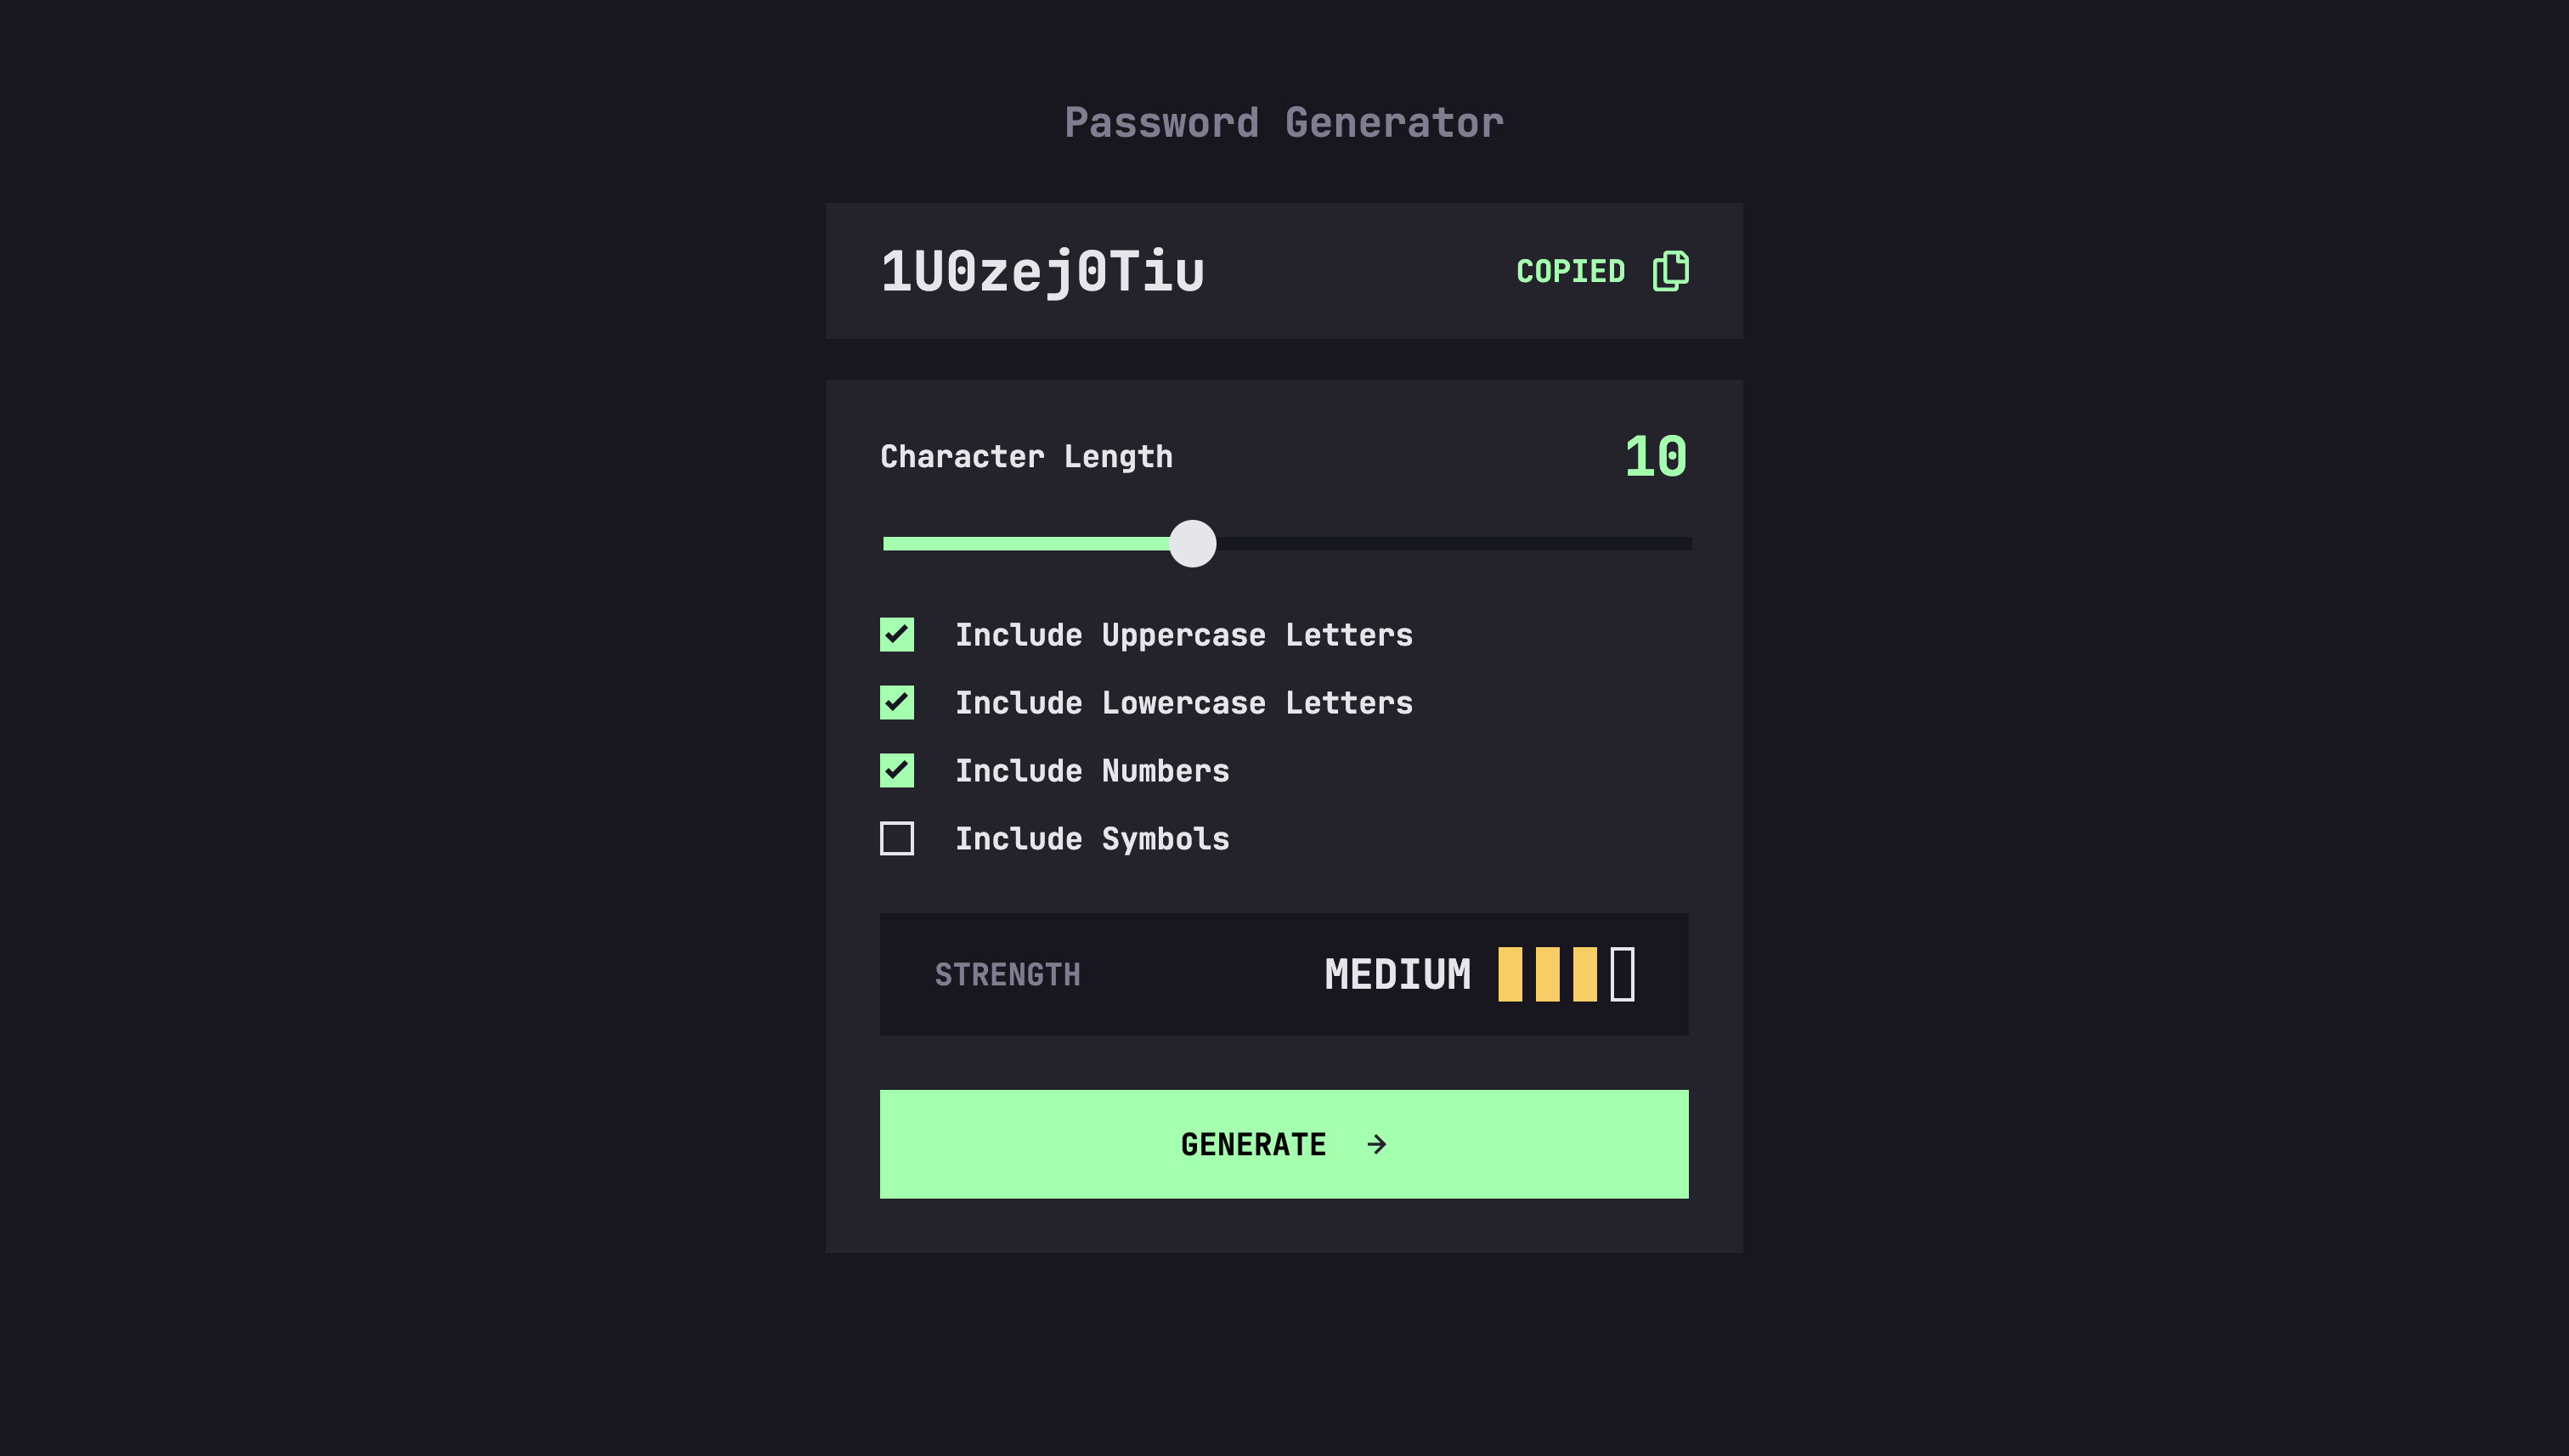 Password Generator
1U0zej0Tiu
COPIED
Character Length
10
Include Uppercase Letters
Include Lowercase Letters
Include Numbers
Include Symbols
STRENGTH
MEDIUM
GENERATE →